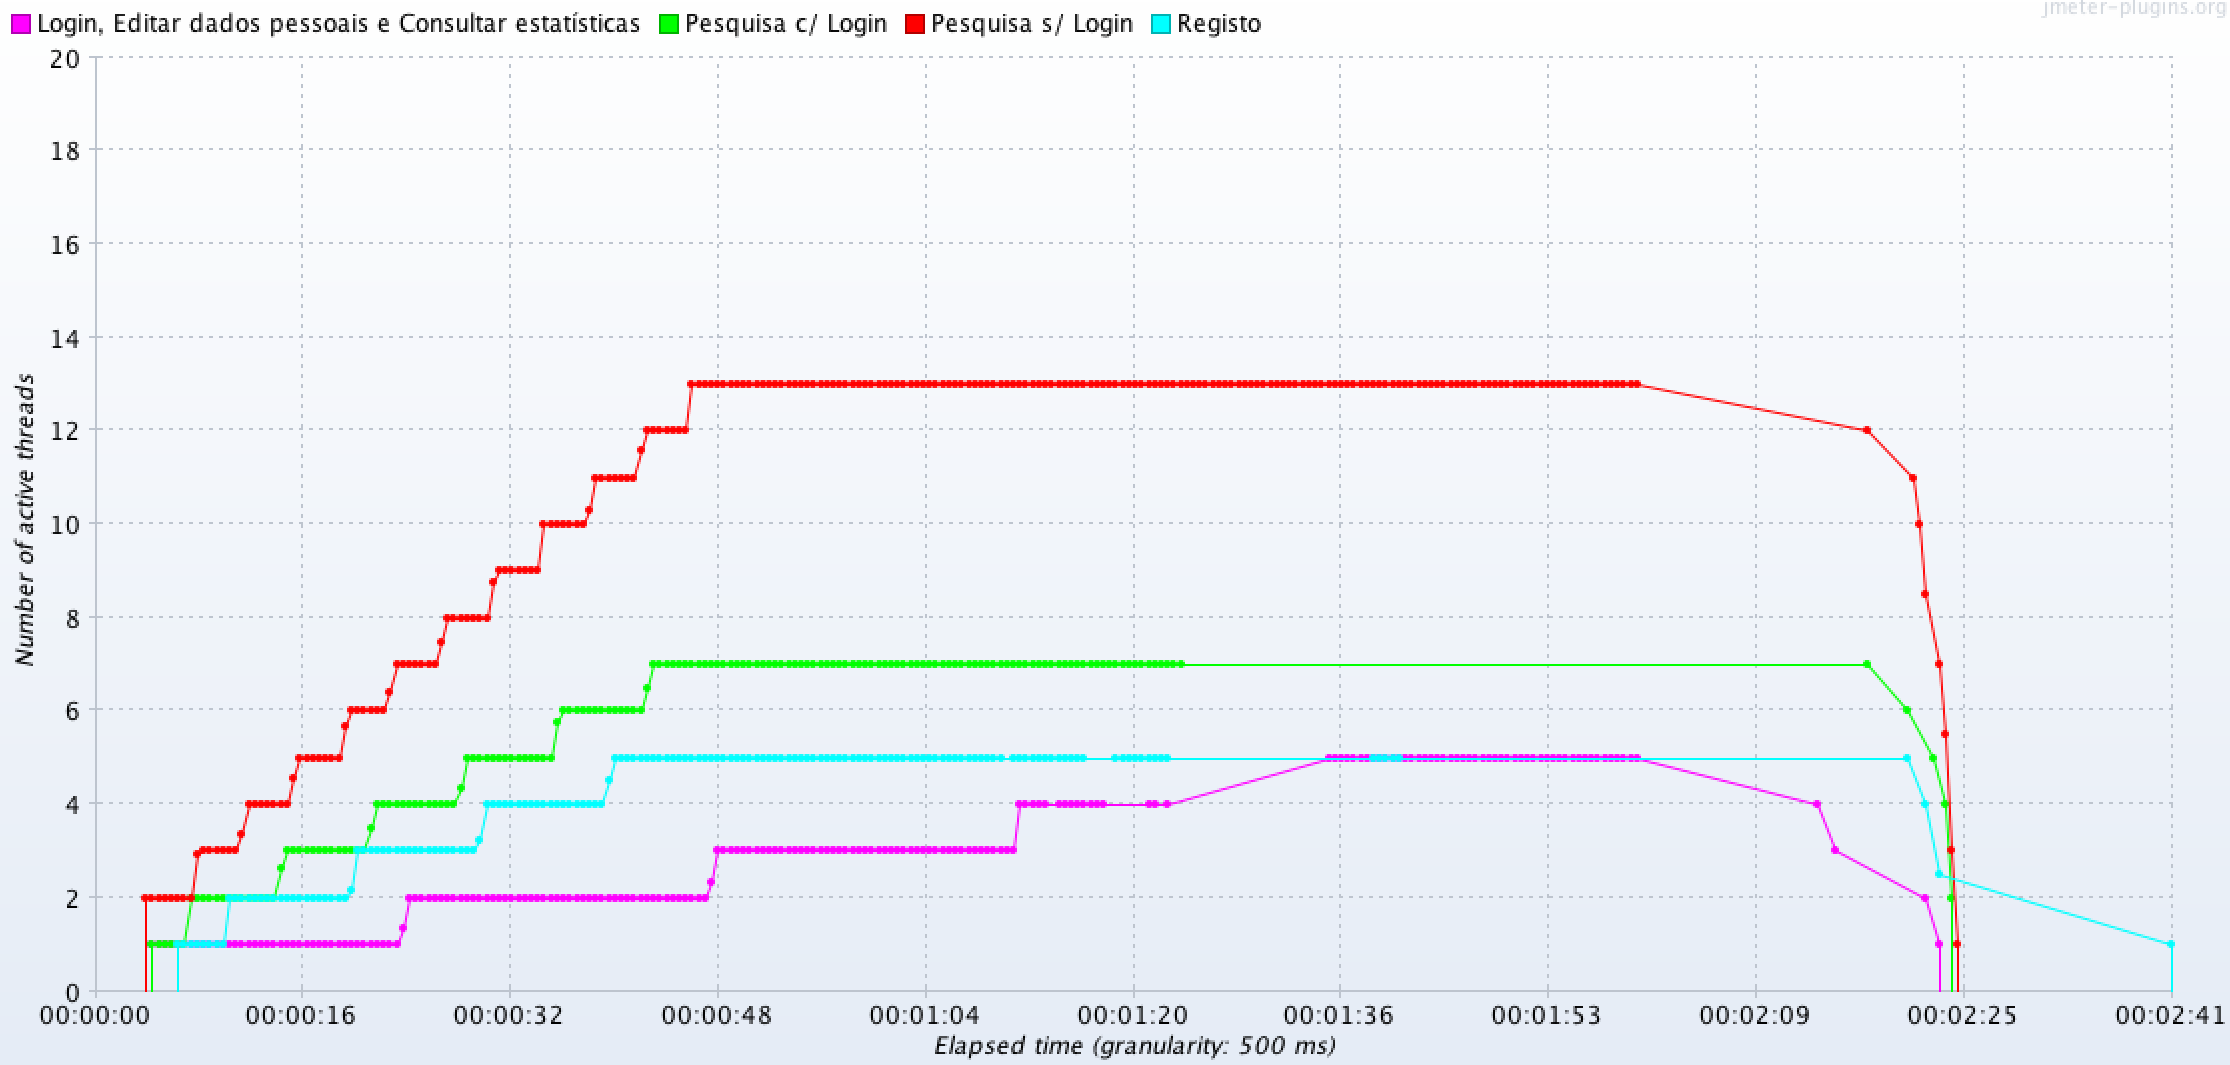 jmeter-plugins.org
Login, Editar dados pessoais e Consultar estatísticas Pesquisa c/ Login Pesquisa s/ Login Registo
20
18
16
14
12
10
8
6
4
2
0
Number of active threads
00:00:00 00:00:16 00:00:32 00:00:48 00:01:04 00:01:20 00:01:36 00:01:53 00:02:09 00:02:25 00:02:41
Elapsed time (granularity: 500 ms)